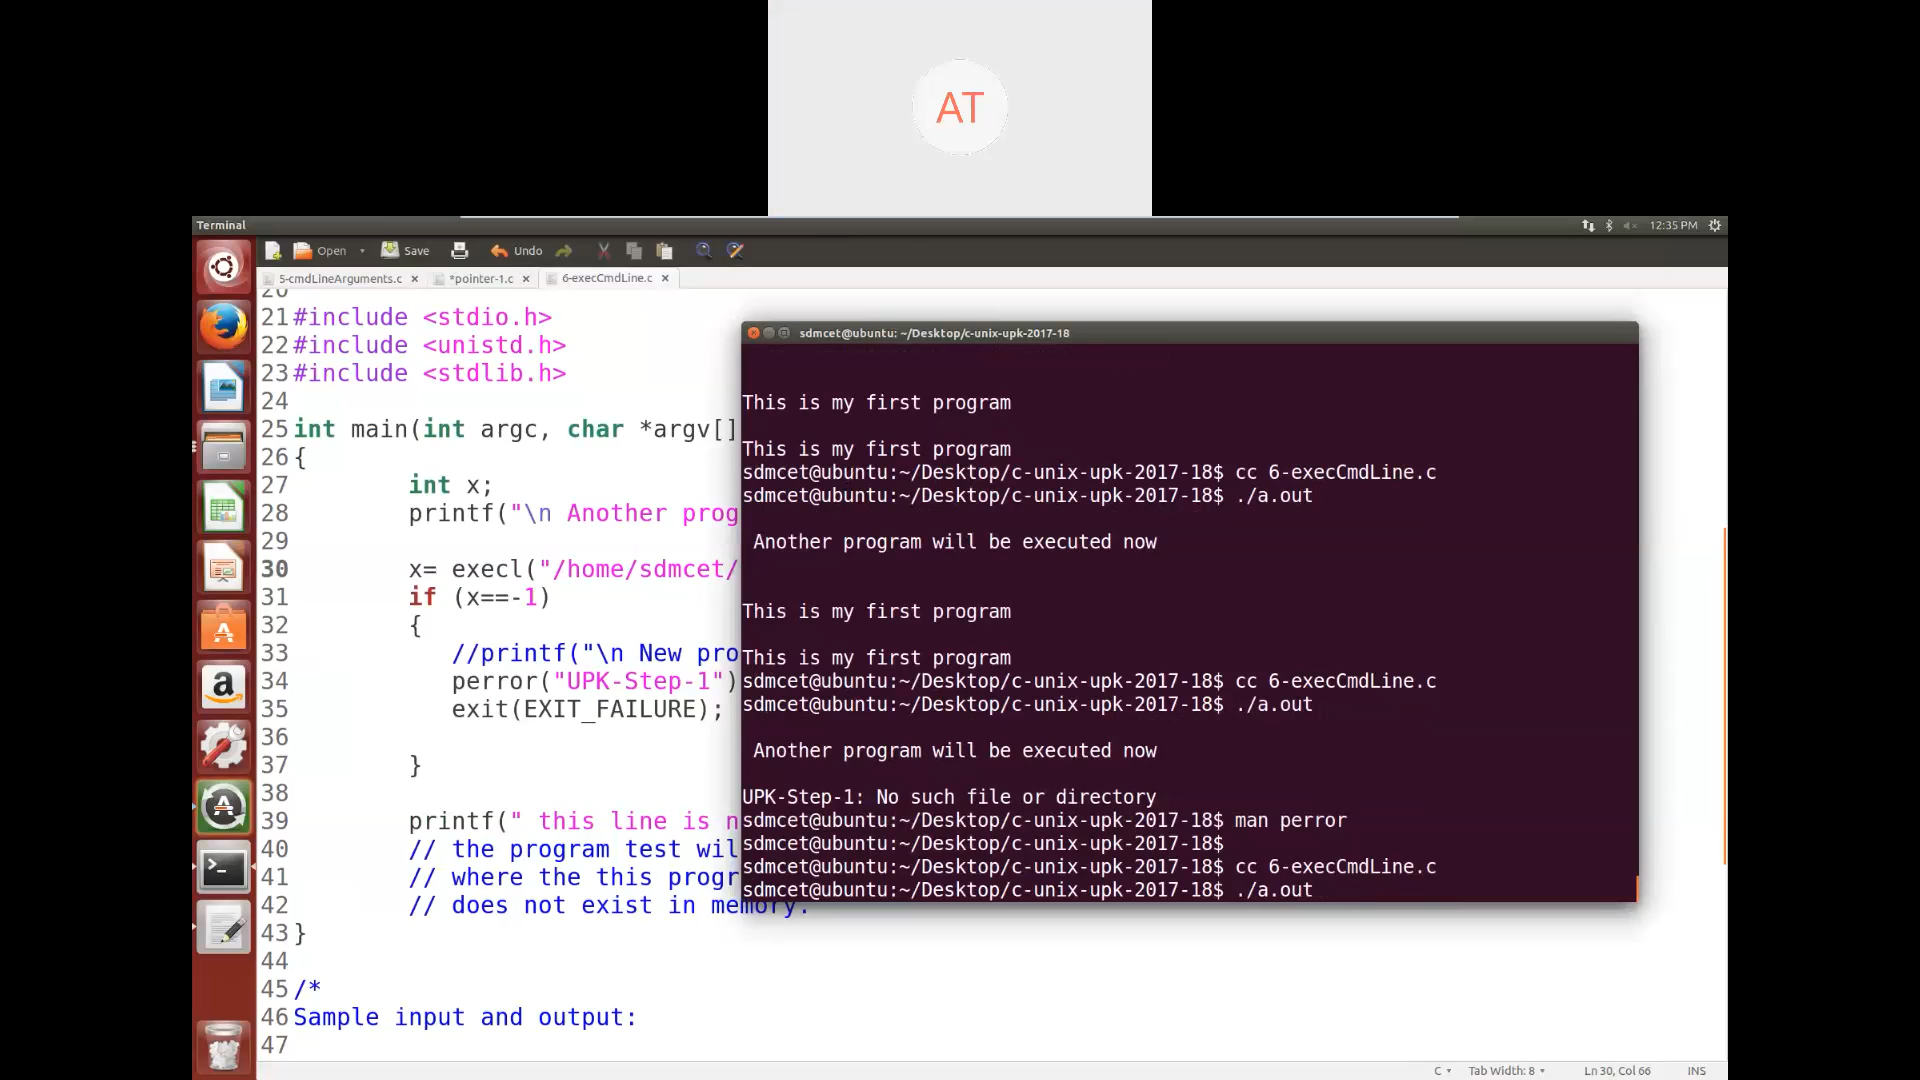 AT
Terminal
12:35 PM
Open
Save
Undo
5-cmdLineArguments.c
*pointer-1.c
6-execCmdLine.c
20
21 #include <stdio.h>
22 #include <unistd.h>
23 #include <stdlib.h>
24
25 int main(int argc, char *argv[]
26 {
27 int x;
28 printf("\n Another prog
29
30 x= execl("/home/sdmcet/
31 if (x==-1)
32 {
33 //printf("\n New pro
34 perror("UPK-Step-1")
35 exit(EXIT_FAILURE);
36
37 }
38
39 printf(" this line is n
40 // the program test wil
41 // where the this progr
42 // does not exist in memory.
43 }
44
45 /*
46 Sample input and output:
47
sdmcet@ubuntu: ~/Desktop/c-unix-upk-2017-18
This is my first program
This is my first program
sdmcet@ubuntu:~/Desktop/c-unix-upk-2017-18$ cc 6-execCmdLine.c
sdmcet@ubuntu:~/Desktop/c-unix-upk-2017-18$ ./a.out
Another program will be executed now
This is my first program
This is my first program
sdmcet@ubuntu:~/Desktop/c-unix-upk-2017-18$ cc 6-execCmdLine.c
sdmcet@ubuntu:~/Desktop/c-unix-upk-2017-18$ ./a.out
Another program will be executed now
UPK-Step-1: No such file or directory
sdmcet@ubuntu:~/Desktop/c-unix-upk-2017-18$ man perror
sdmcet@ubuntu:~/Desktop/c-unix-upk-2017-18$
sdmcet@ubuntu:~/Desktop/c-unix-upk-2017-18$ cc 6-execCmdLine.c
sdmcet@ubuntu:~/Desktop/c-unix-upk-2017-18$ ./a.out
C
Tab Width: 8
Ln 30, Col 66
INS